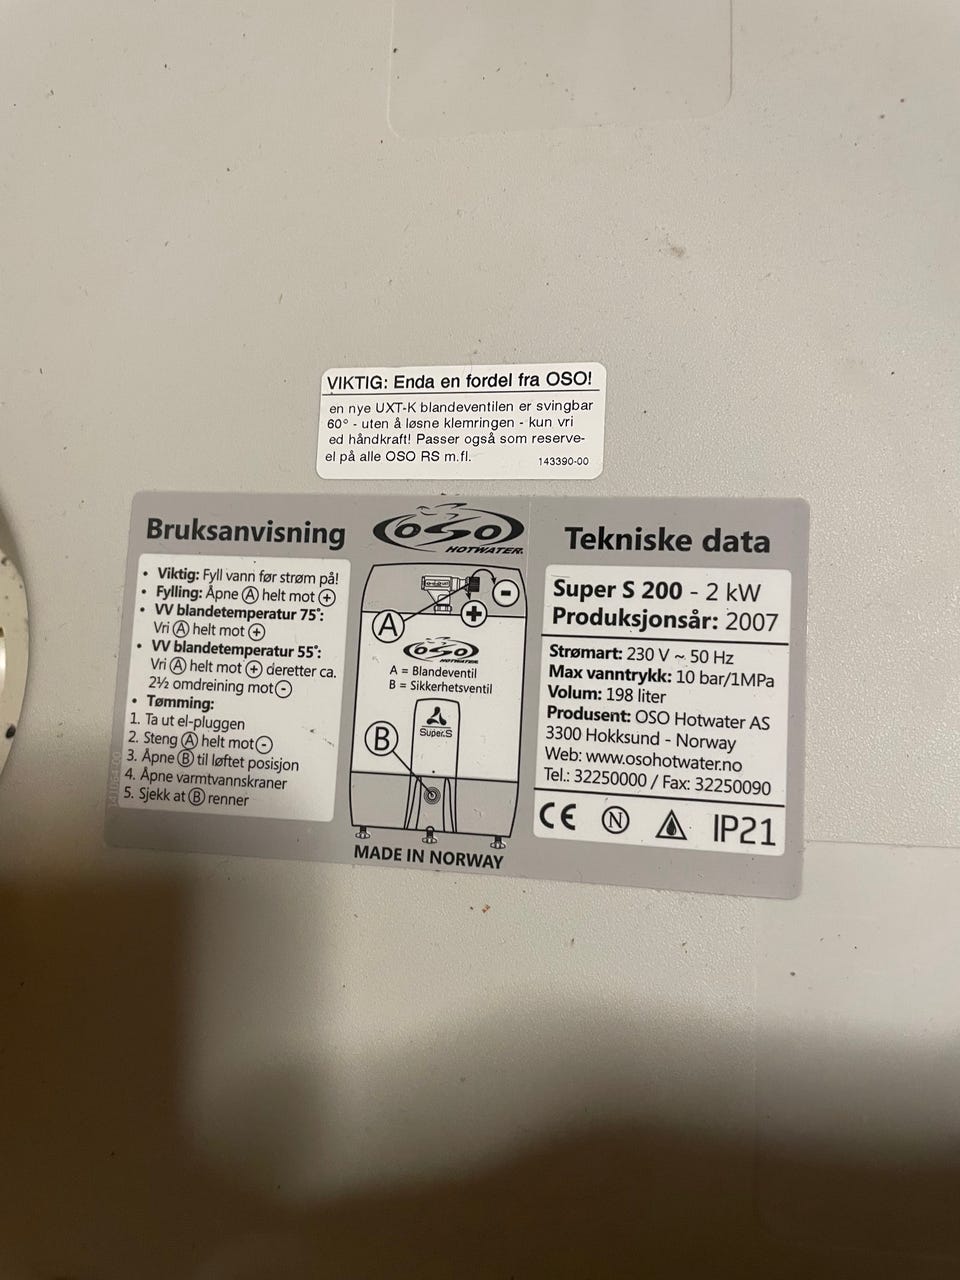 VIKTIG: Enda en fordel fra OSO!
en nye UXT-K blandeventilen er svingbar
60° - uten å løsne klemringen - kun vri
ed håndkraft! Passer også som reserve-
el på alle OSO RS m.fl.
143390-00
Bruksanvisning
• Viktig: Fyll vann før strøm på!
• Fylling: Åpne Ⓐ helt mot ⊕
• VV blandetemperatur 75°:
Vri Ⓐ helt mot ⊕
• VV blandetemperatur 55°:
Vri Ⓐ helt mot ⊕ deretter ca.
2½ omdreining mot ⊖
• Tømming:
1. Ta ut el-pluggen
2. Steng Ⓐ helt mot ⊖
3. Åpne Ⓑ til løftet posisjon
4. Åpne varmtvannskraner
5. Sjekk at Ⓑ renner
OSO
HOTWATER
-
+
A
OSO
HOTWATER
A = Blandeventil
B = Sikkerhetsventil
B
Super.S
MADE IN NORWAY
Tekniske data
Super S 200 - 2 kW
Produksjonsår: 2007
Strømart: 230 V ~ 50 Hz
Max vanntrykk: 10 bar/1MPa
Volum: 198 liter
Produsent: OSO Hotwater AS
3300 Hokksund - Norway
Web: www.osohotwater.no
Tel.: 32250000 / Fax: 32250090
CE N IP21